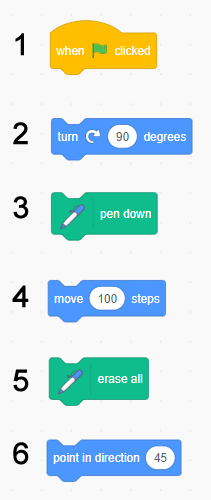 1 when clicked
2 turn 90 degrees
3 pen down
4 move 100 steps
5 erase all
6 point in direction 45